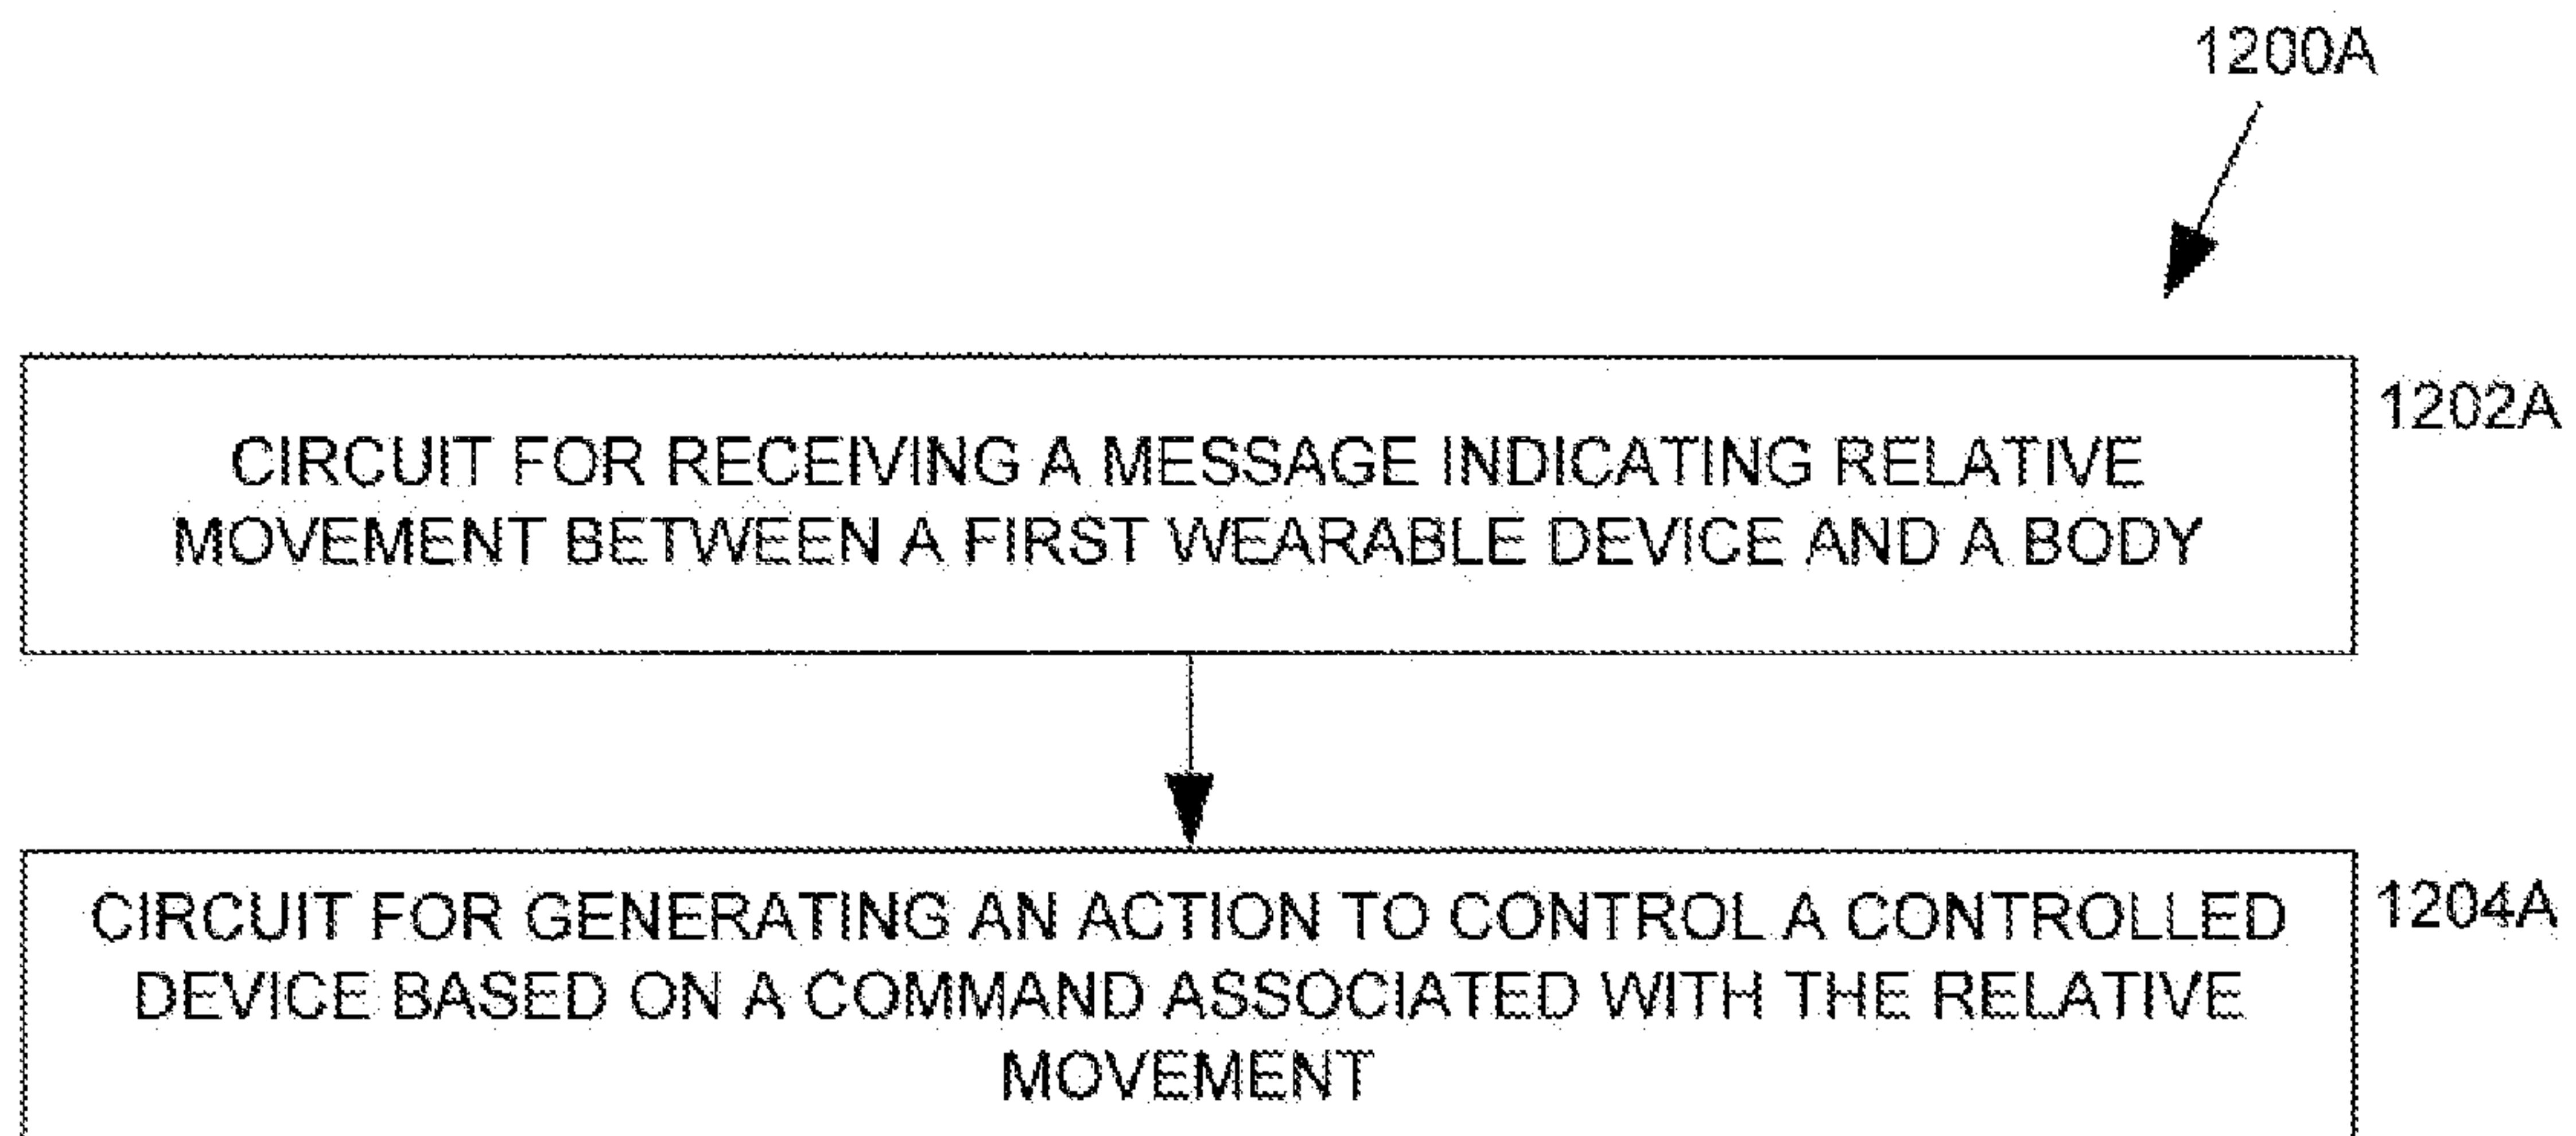 1200A
1202A
CIRCUIT FOR RECEIVING A MESSAGE INDICATING RELATIVE
MOVEMENT BETWEEN A FIRST WEARABLE DEVICE AND A BODY
1204A
CIRCUIT FOR GENERATING AN ACTION TO CONTROL A CONTROLLED
DEVICE BASED ON A COMMAND ASSOCIATED WITH THE RELATIVE
MOVEMENT